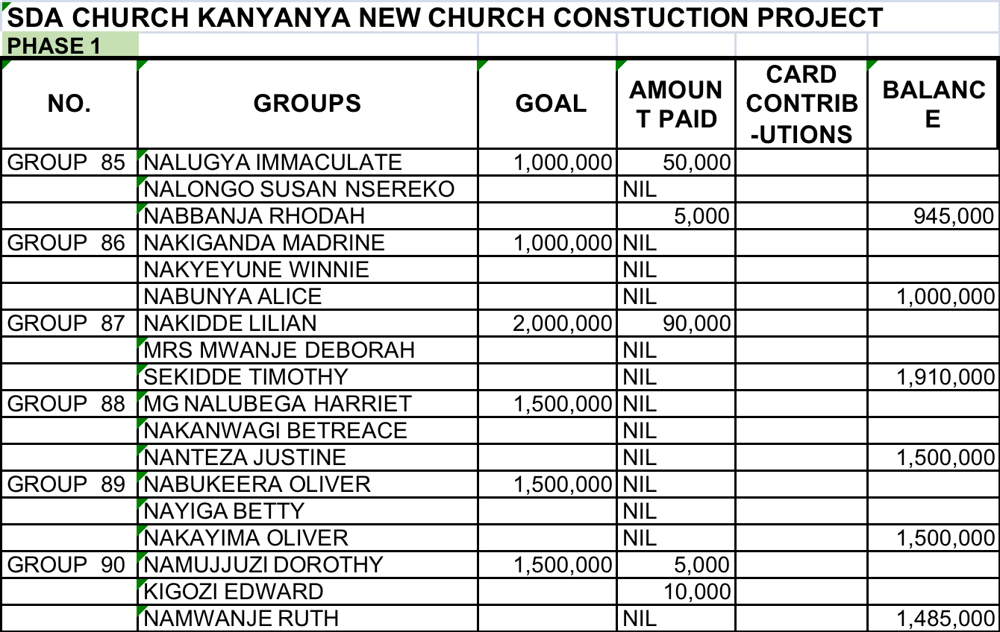 SDA CHURCH KANYANYA NEW CHURCH CONSTUCTION PROJECT
PHASE 1
NO. GROUPS GOAL AMOUN T PAID CARD CONTRIB -UTIONS BALANC E
GROUP 85 NALUGYA IMMACULATE 1,000,000 50,000
NALONGO SUSAN NSEREKO NIL
NABBANJA RHODAH 5,000 945,000
GROUP 86 NAKIGANDA MADRINE 1,000,000 NIL
NAKYEYUNE WINNIE NIL
NABUNYA ALICE NIL 1,000,000
GROUP 87 NAKIDDE LILIAN 2,000,000 90,000
MRS MWANJE DEBORAH NIL
SEKIDDE TIMOTHY NIL 1,910,000
GROUP 88 MG NALUBEGA HARRIET 1,500,000 NIL
NAKANWAGI BETREACE NIL
NANTEZA JUSTINE NIL 1,500,000
GROUP 89 NABUKEERA OLIVER 1,500,000 NIL
NAYIGA BETTY NIL
NAKAYIMA OLIVER NIL 1,500,000
GROUP 90 NAMUJJUZI DOROTHY 1,500,000 5,000
KIGOZI EDWARD 10,000
NAMWANJE RUTH NIL 1,485,000